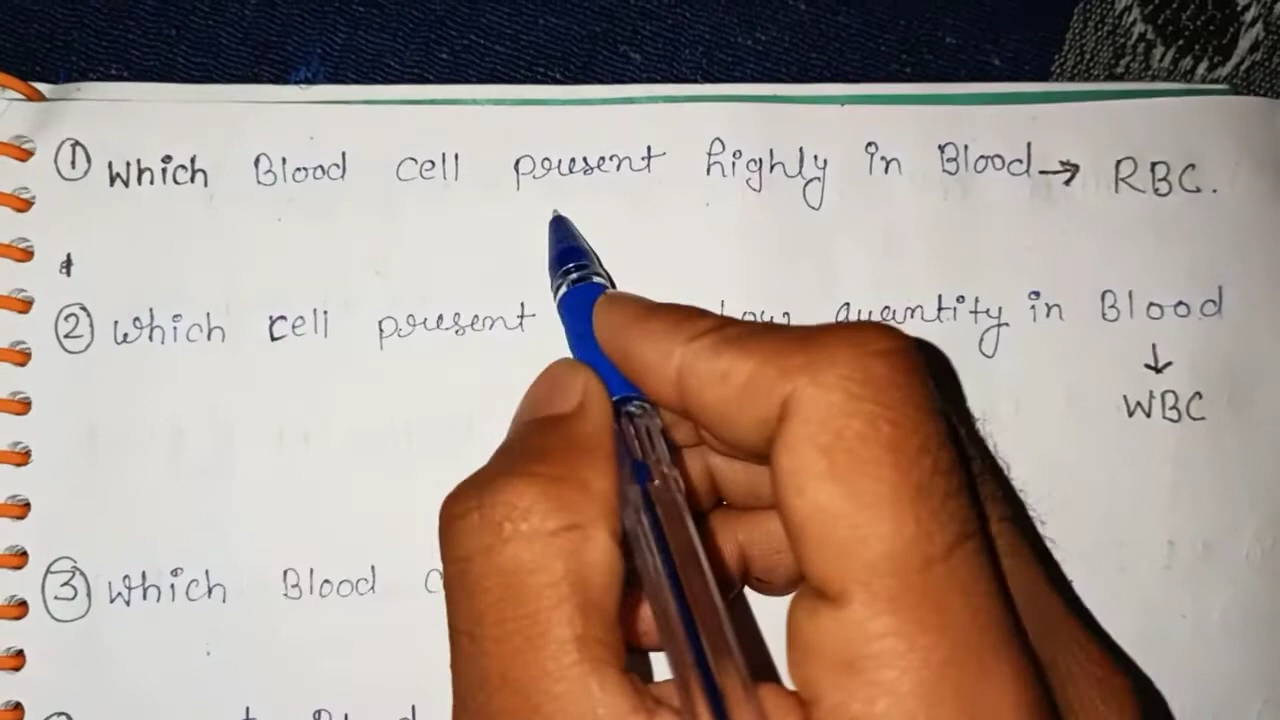 ① Which Blood cell present highly in Blood → RBC.
② Which cell present quantity in Blood
↓
WBC
③ Which Blood
Blood